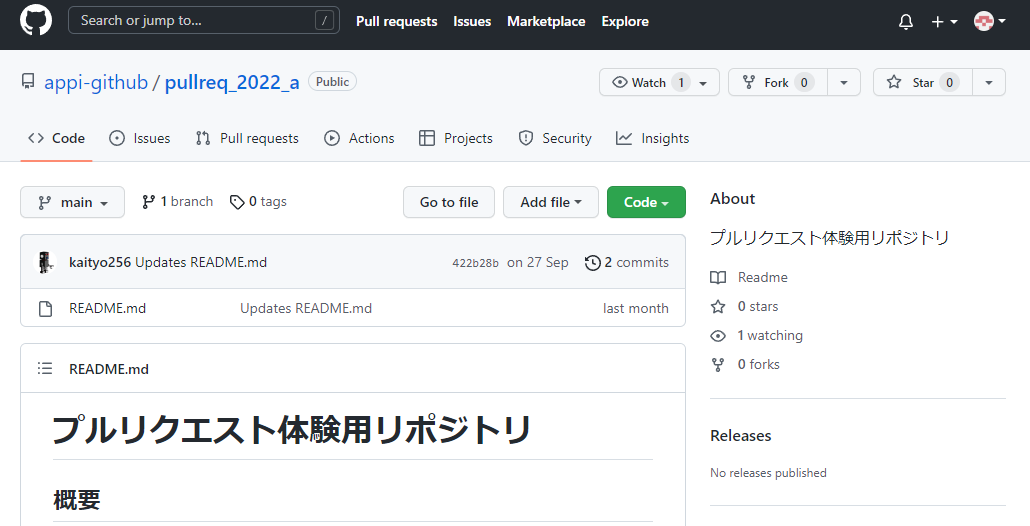 Search or jump to... / Pull requests Issues Marketplace Explore
appi-github / pullreq_2022_a Public Watch 1 Fork 0 Star 0
Code Issues Pull requests Actions Projects Security Insights
main 1 branch 0 tags Go to file Add file Code
kaityo256 Updates README.md 422b28b on 27 Sep 2 commits
README.md Updates README.md last month
README.md
プルリクエスト体験用リポジトリ
概要
About
プルリクエスト体験用リポジトリ
Readme
0 stars
1 watching
0 forks
Releases
No releases published